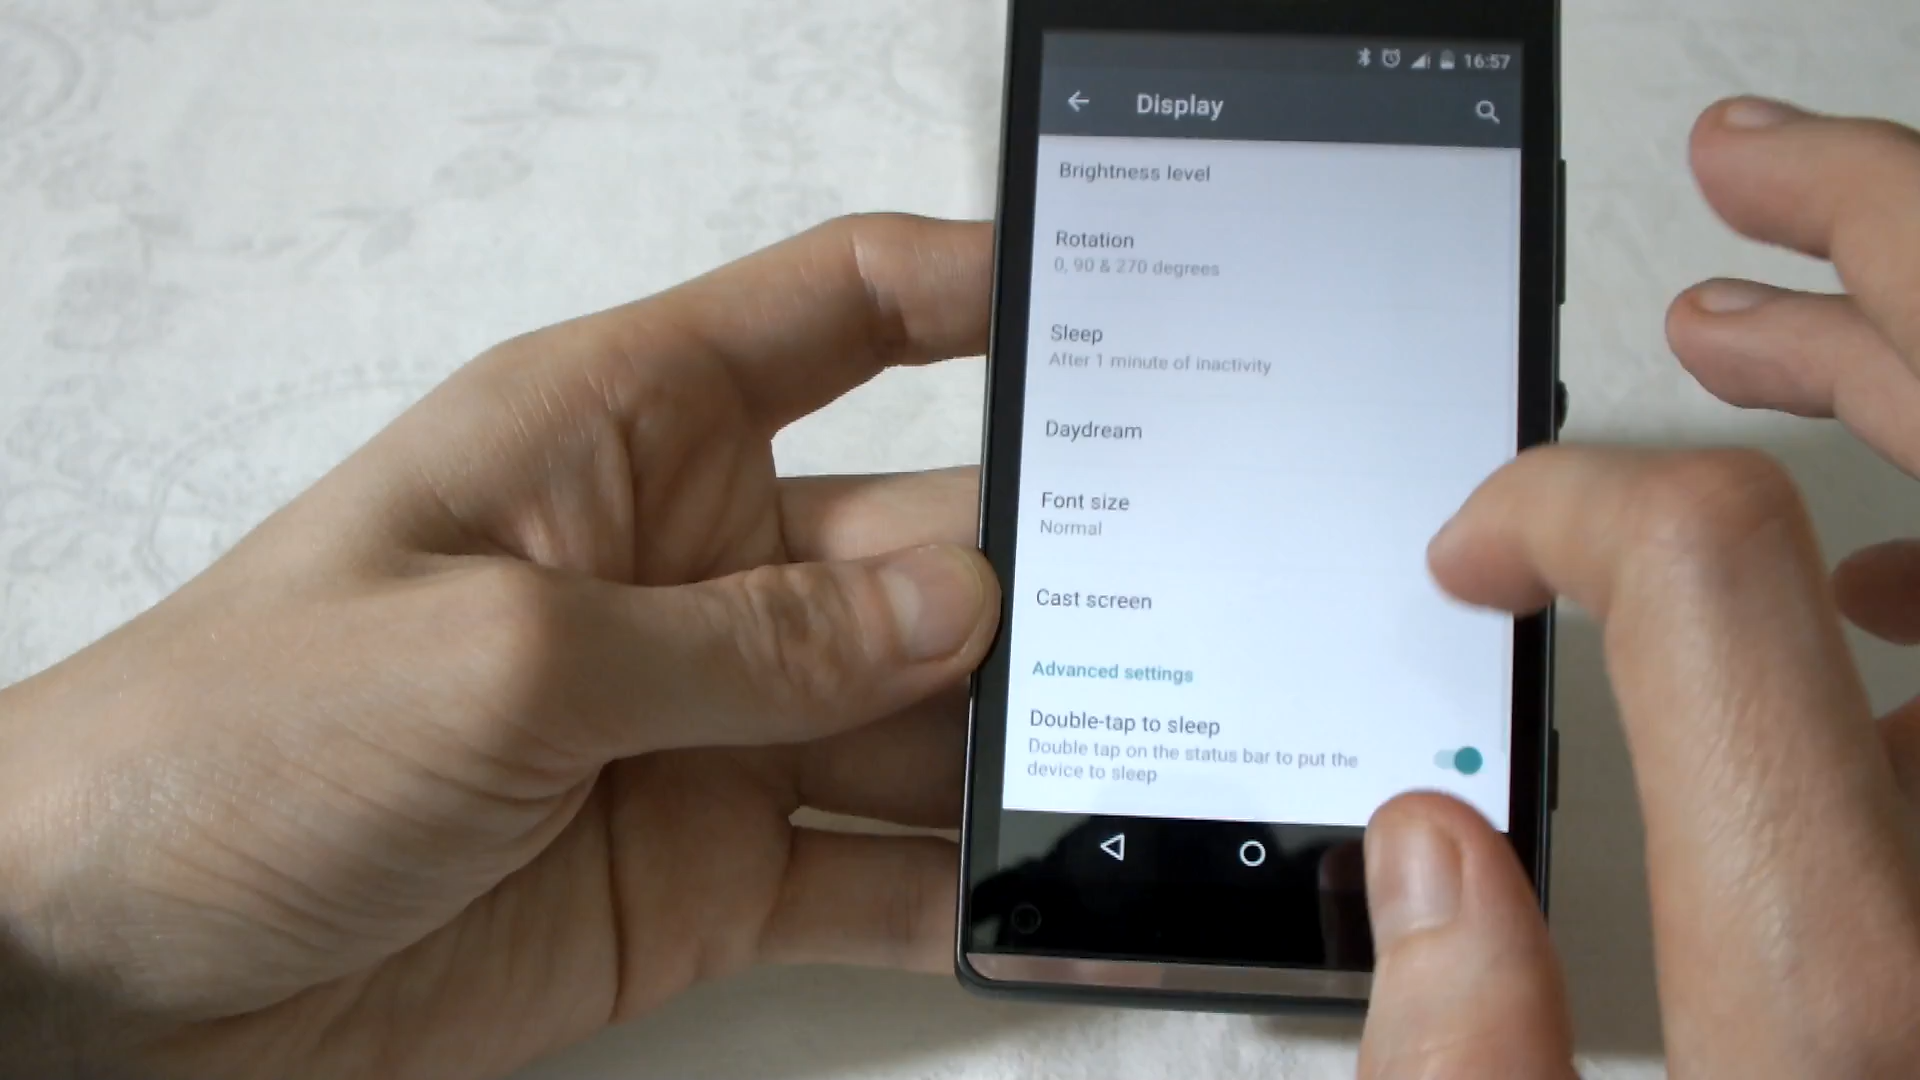 16:57
Display
Brightness level
Rotation
0, 90 & 270 degrees
Sleep
After 1 minute of inactivity
Daydream
Font size
Normal
Cast screen
Advanced settings
Double-tap to sleep
Double tap on the status bar to put the
device to sleep